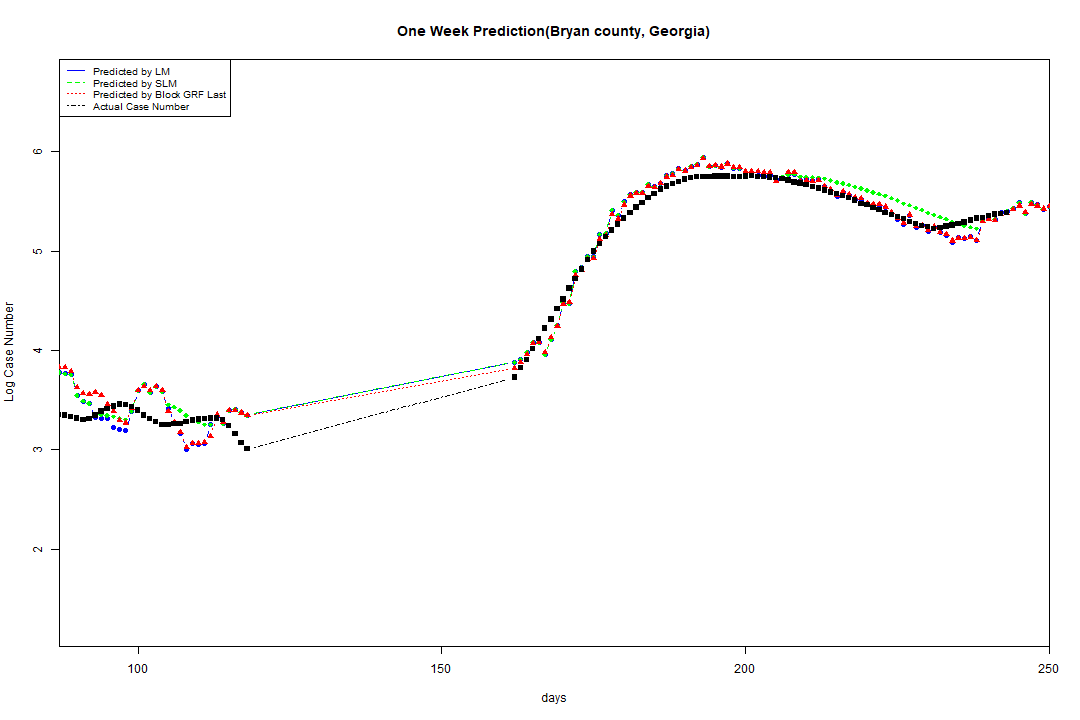 One Week Prediction(Bryan county, Georgia)
Predicted by LM
Predicted by SLM
Predicted by Block GRF Last
Actual Case Number
6
5
4
3
2
Log Case Number
100
150
200
250
days